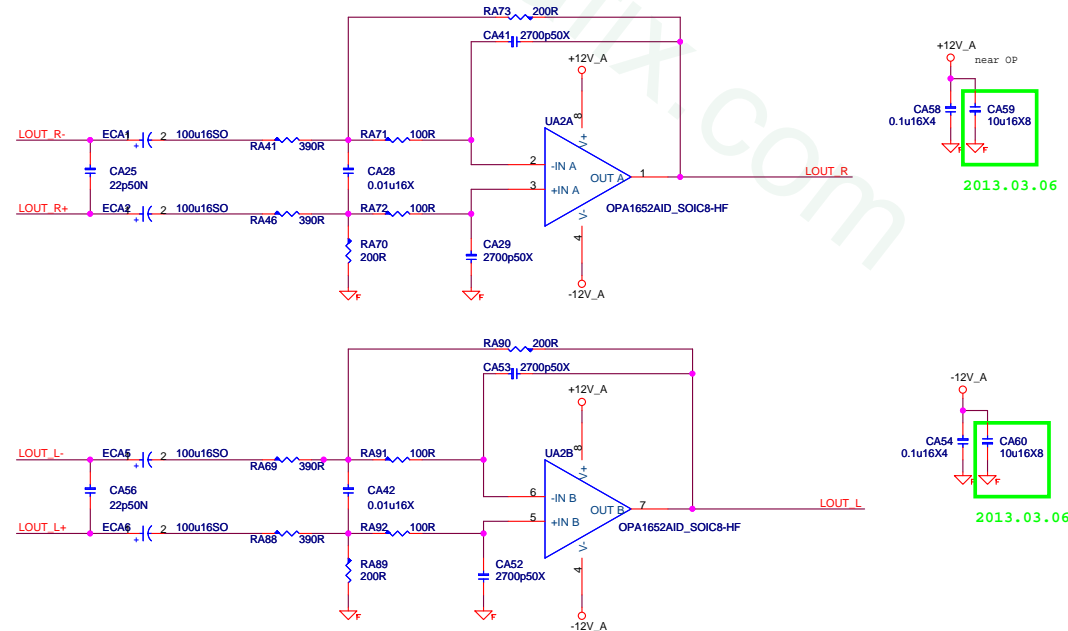 RA73 200R
CA41 2700p50X
+12V_A
+12V_A
near OP
CA58
0.1u16X4
CA59
10u16X8
F
F
2013.03.06
8
UA2A
V+
LOUT_R-
ECA1
1
+
2
100u16SO
RA41
390R
RA71
100R
CA25
22p50N
CA28
0.01u16X
2
-IN A
3
+IN A
OUT A
1
LOUT_R
LOUT_R+
ECA2
1
+
2
100u16SO
RA46
390R
RA72
100R
OPA1652AID_SOIC8-HF
V-
4
RA70
200R
CA29
2700p50X
F
F
-12V_A
RA90 200R
CA53 2700p50X
+12V_A
-12V_A
CA54
0.1u16X4
CA60
10u16X8
F
F
2013.03.06
8
UA2B
V+
LOUT_L-
ECA5
1
+
2
100u16SO
RA69
390R
RA91
100R
CA56
22p50N
CA42
0.01u16X
6
-IN B
5
+IN B
OUT B
7
LOUT_L
LOUT_L+
ECA6
1
+
2
100u16SO
RA88
390R
RA92
100R
OPA1652AID_SOIC8-HF
V-
4
RA89
200R
CA52
2700p50X
F
F
-12V_A
fix.com